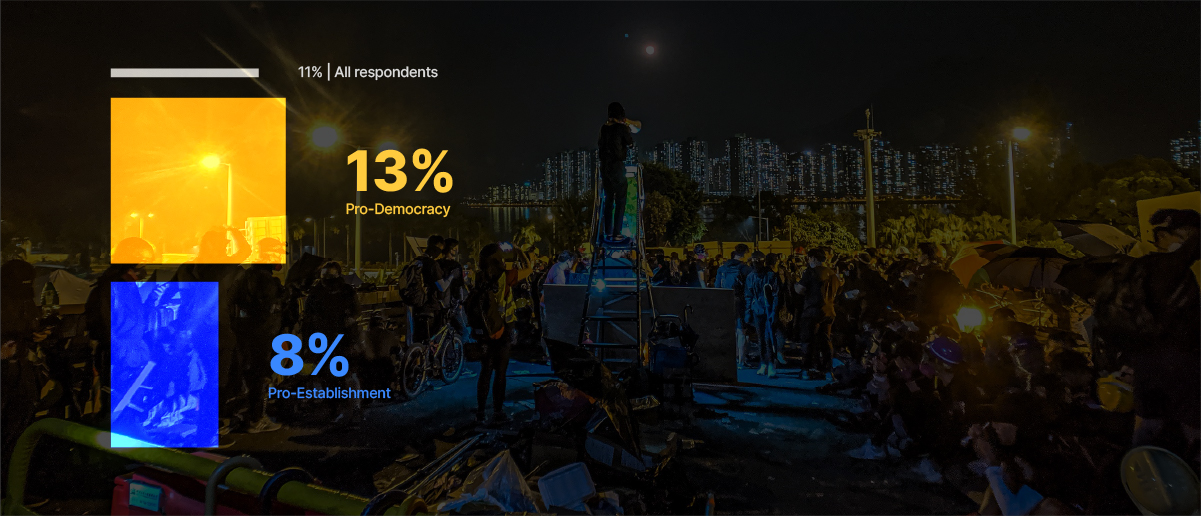 11% | All respondents
13%
Pro-Democracy
8%
Pro-Establishment